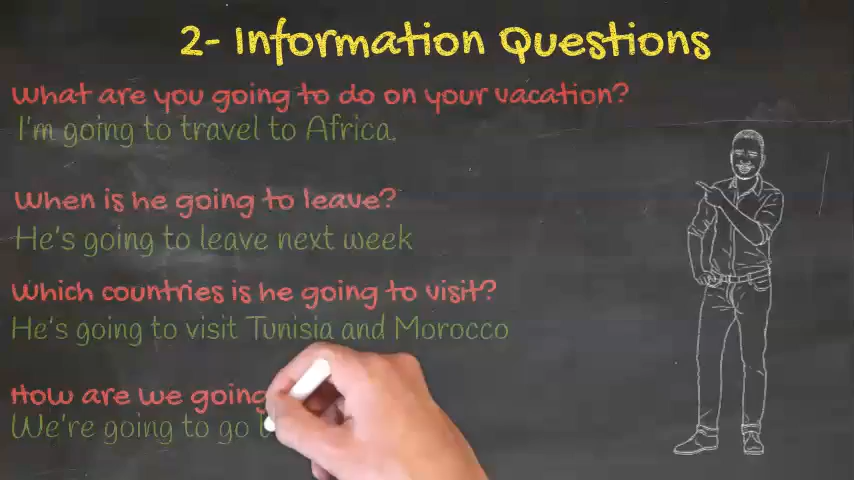 2- Information Questions
What are you going to do on your vacation?
I'm going to travel to Africa.
When is he going to leave?
He's going to leave next week
Which countries is he going to visit?
He's going to visit Tunisia and Morocco
How are we going
We're going to go